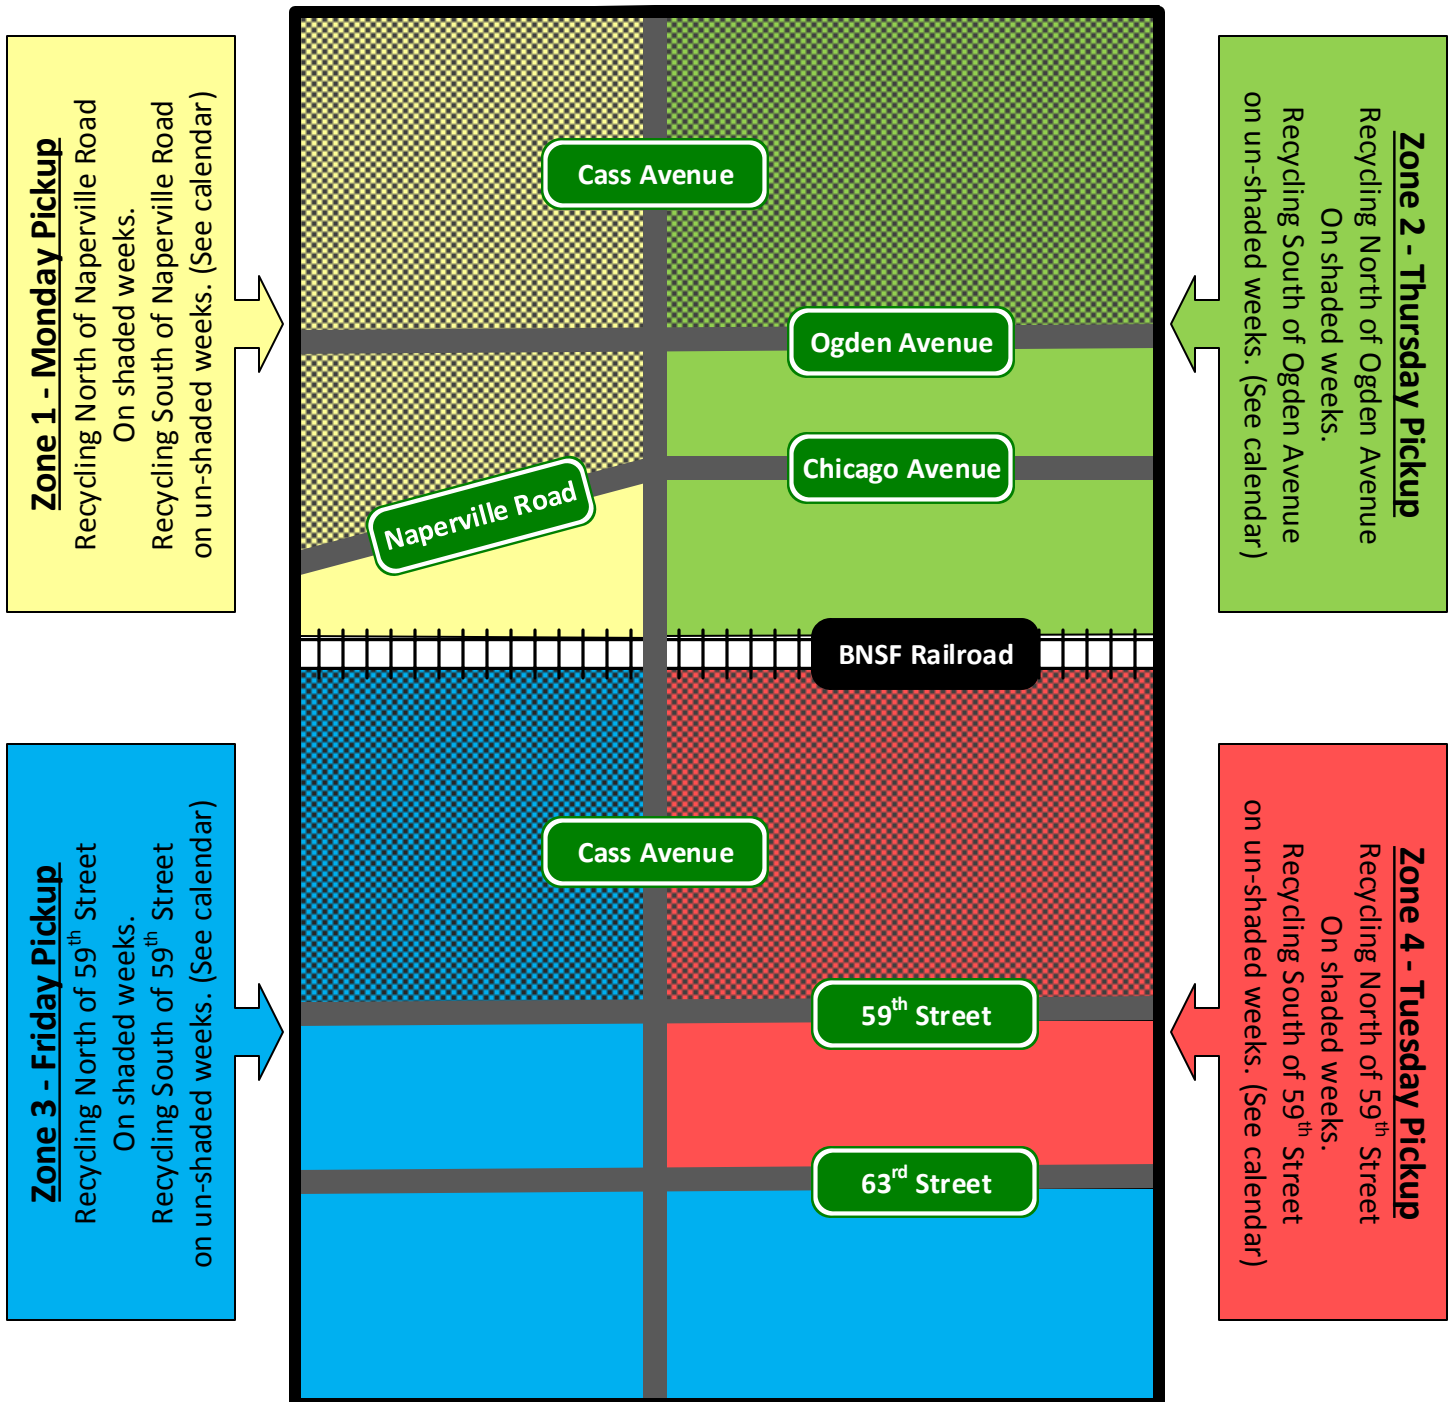 Zone 1 - Monday Pickup
Recycling North of Naperville Road
On shaded weeks.
Recycling South of Naperville Road
on un-shaded weeks. (See calendar)
Zone 2 - Thursday Pickup
Recycling North of Ogden Avenue
On shaded weeks.
Recycling South of Ogden Avenue
on un-shaded weeks. (See calendar)
Cass Avenue
Ogden Avenue
Chicago Avenue
Naperville Road
BNSF Railroad
Cass Avenue
59th Street
63rd Street
Zone 3 - Friday Pickup
Recycling North of 59th Street
On shaded weeks.
Recycling South of 59th Street
on un-shaded weeks. (See calendar)
Zone 4 - Tuesday Pickup
Recycling North of 59th Street
On shaded weeks.
Recycling South of 59th Street
on un-shaded weeks. (See calendar)